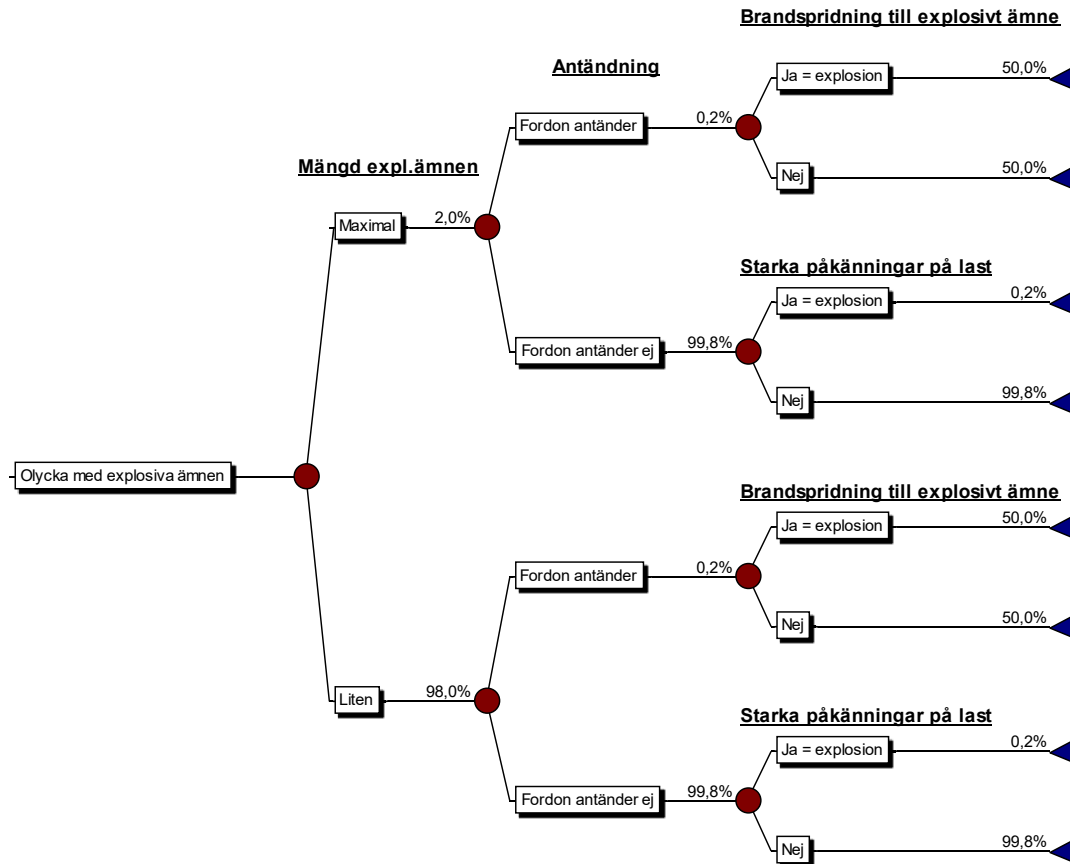 Brandspridning till explosivt ämne
Ja = explosion 50,0%
Antändning
Fordon antänder 0,2%
Mängd expl.ämnen
Nej 50,0%
Maximal 2,0%
Starka påkänningar på last
Ja = explosion 0,2%
Fordon antänder ej 99,8%
Nej 99,8%
Olycka med explosiva ämnen
Brandspridning till explosivt ämne
Ja = explosion 50,0%
Fordon antänder 0,2%
Nej 50,0%
Liten 98,0%
Starka påkänningar på last
Ja = explosion 0,2%
Fordon antänder ej 99,8%
Nej 99,8%